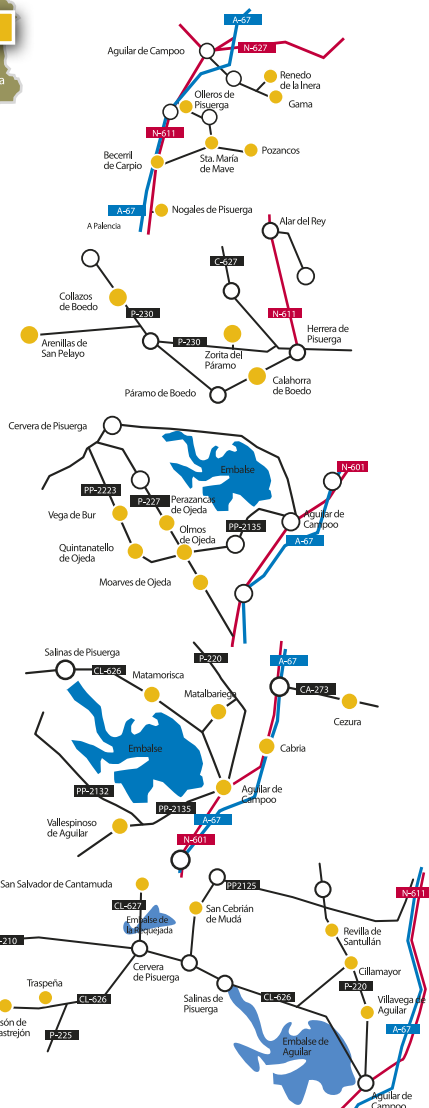 a
A-67
Aguilar de Campoo
N-627
Renedo
de la Inera
Gama
Olleros de
Pisuerga
N-611
Becerril
de Carpio
Sta. María
de Mave
Pozancos
A-67
Nogales de Pisuerga
A Palencia
Alar del Rey
C-627
Collazos
de Boedo
P-230
N-611
Arenillas de
San Pelayo
P-230
Zorita del
Páramo
Herrera de
Pisuerga
Páramo de Boedo
Calahorra
de Boedo
Cervera de Pisuerga
Embalse
N-601
PP-2223
P-227
Perazancas
de Ojeda
Vega de Bur
Olmos
de Ojeda
PP-2135
Aguilar de
Campoo
A-67
Quintanatello
de Ojeda
Moarves de Ojeda
Salinas de Pisuerga
P-220
A-67
CL-626
Matamorisca
CA-273
Matalbariega
Cezura
Embalse
Cabria
PP-2132
Aguilar de
Campoo
PP-2135
A-67
Vallespinoso
de Aguilar
N-601
San Salvador de Cantamuda
PP2125
N-611
CL-627
San Cebrián
de Mudá
Embalse de
la Requejada
Revilla de
Santullán
-210
Cervera
de Pisuerga
Cillamayor
Traspeña
CL-626
Salinas de
Pisuerga
CL-626
P-220
Villavega de
Aguilar
són de
astrejón
P-225
A-67
Embalse de
Aguilar
Aguilar de
Campoo